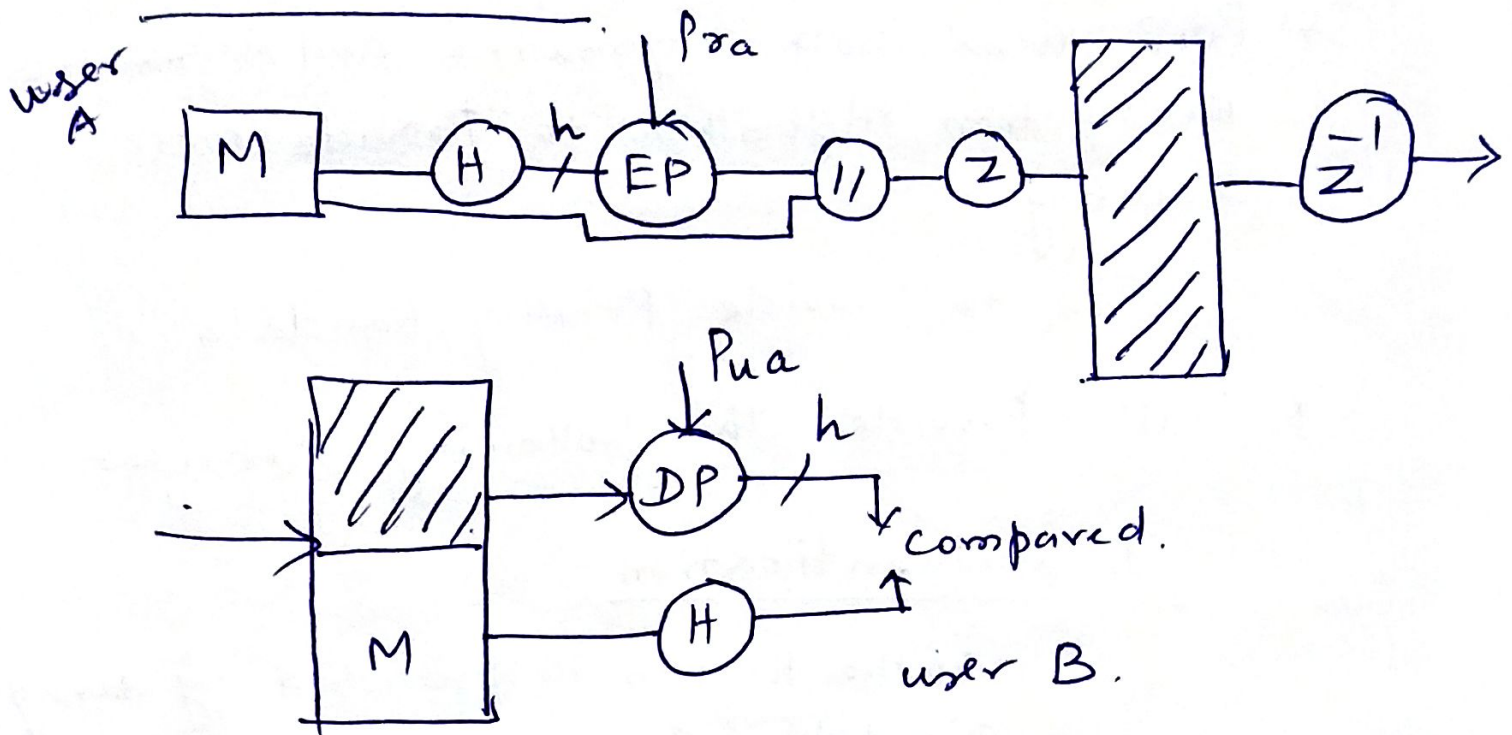 user
A
Pra
M
H
h
EP
||
Z
Z⁻¹
Pua
M
DP
h
H
compared.
user B.